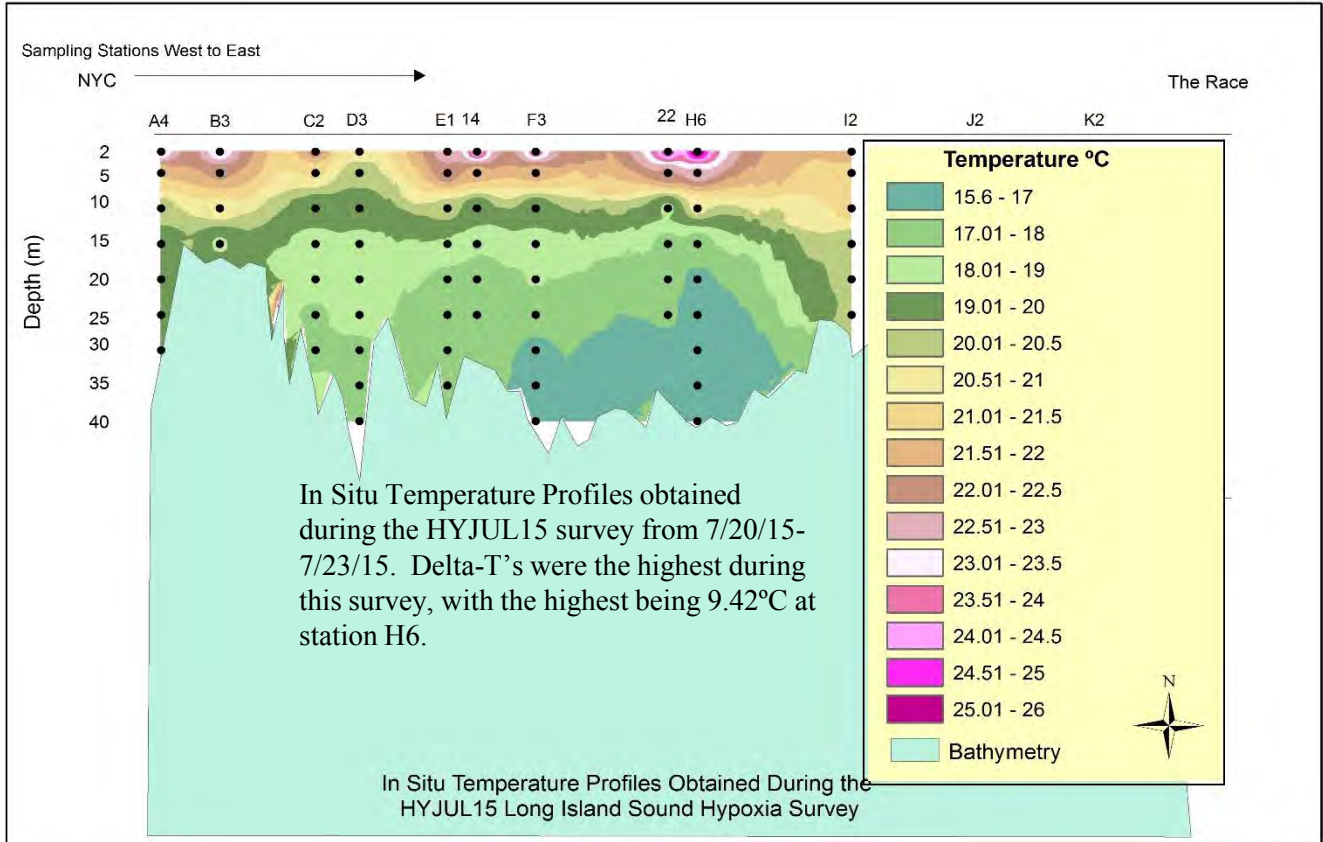 Sampling Stations West to East
NYC
The Race
A4 B3 C2 D3 E1 14 F3 22 H6 I2 J2 K2
Depth (m)
2
5
10
15
20
25
30
35
40
Temperature ºC
15.6 - 17
17.01 - 18
18.01 - 19
19.01 - 20
20.01 - 20.5
20.51 - 21
21.01 - 21.5
21.51 - 22
22.01 - 22.5
22.51 - 23
23.01 - 23.5
23.51 - 24
24.01 - 24.5
24.51 - 25
25.01 - 26
Bathymetry
N
In Situ Temperature Profiles obtained
during the HYJUL15 survey from 7/20/15-
7/23/15.  Delta-T’s were the highest during
this survey, with the highest being 9.42ºC at
station H6.
In Situ Temperature Profiles Obtained During the
HYJUL15 Long Island Sound Hypoxia Survey